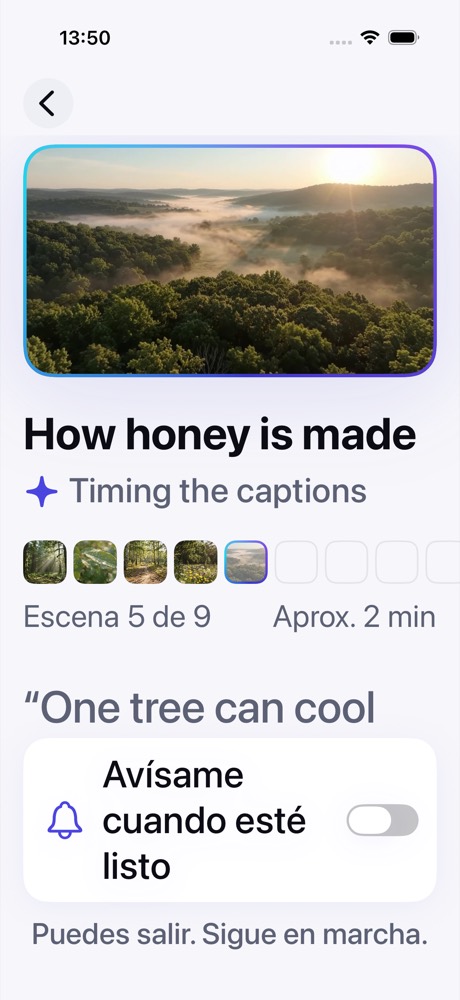 13:50
How honey is made
Timing the captions
Escena 5 de 9
Aprox. 2 min
“One tree can cool
Avísame
cuando esté
listo
Puedes salir. Sigue en marcha.